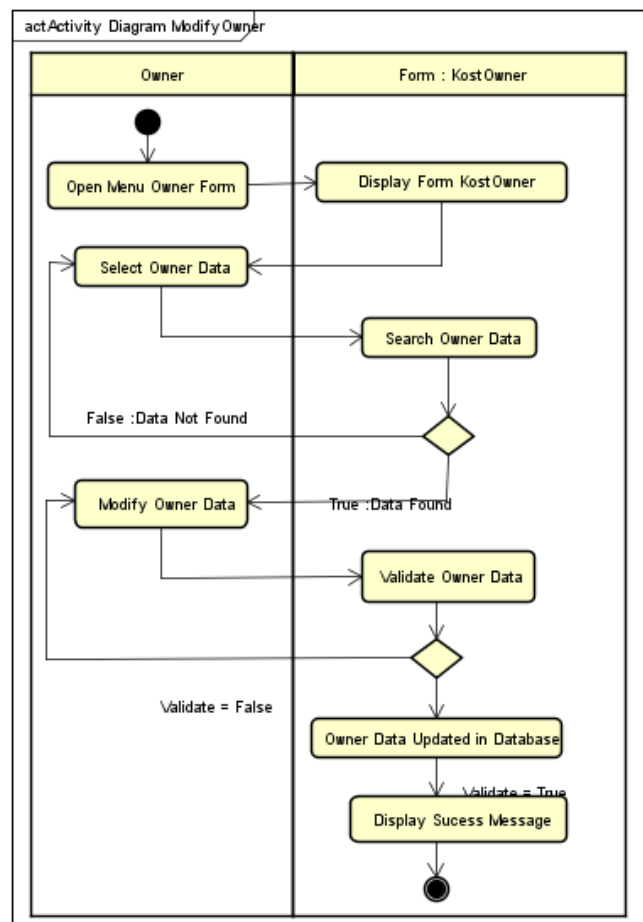 actActivity Diagram ModifyOwner
Owner
Form : KostOwner
Open Menu Owner Form
Display Form KostOwner
Select Owner Data
Search Owner Data
False :Data Not Found
Modify Owner Data
True :Data Found
Validate Owner Data
Validate = False
Owner Data Updated in Database
Validate = True
Display Sucess Message